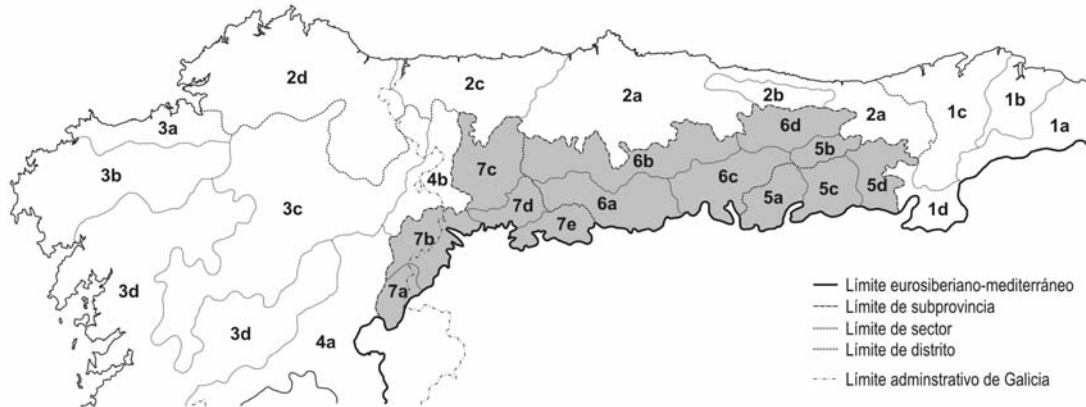 2d
2c
2a
2b
2a
1c
1b
1a
3a
3b
3c
4b
7c
6b
6d
5b
6c
5a
5c
5d
1d
7d
6a
7e
7b
7a
3d
3d
4a
Límite eurosiberiano-mediterráneo
Límite de subprovincia
Límite de sector
Límite de distrito
Límite adminstrativo de Galicia